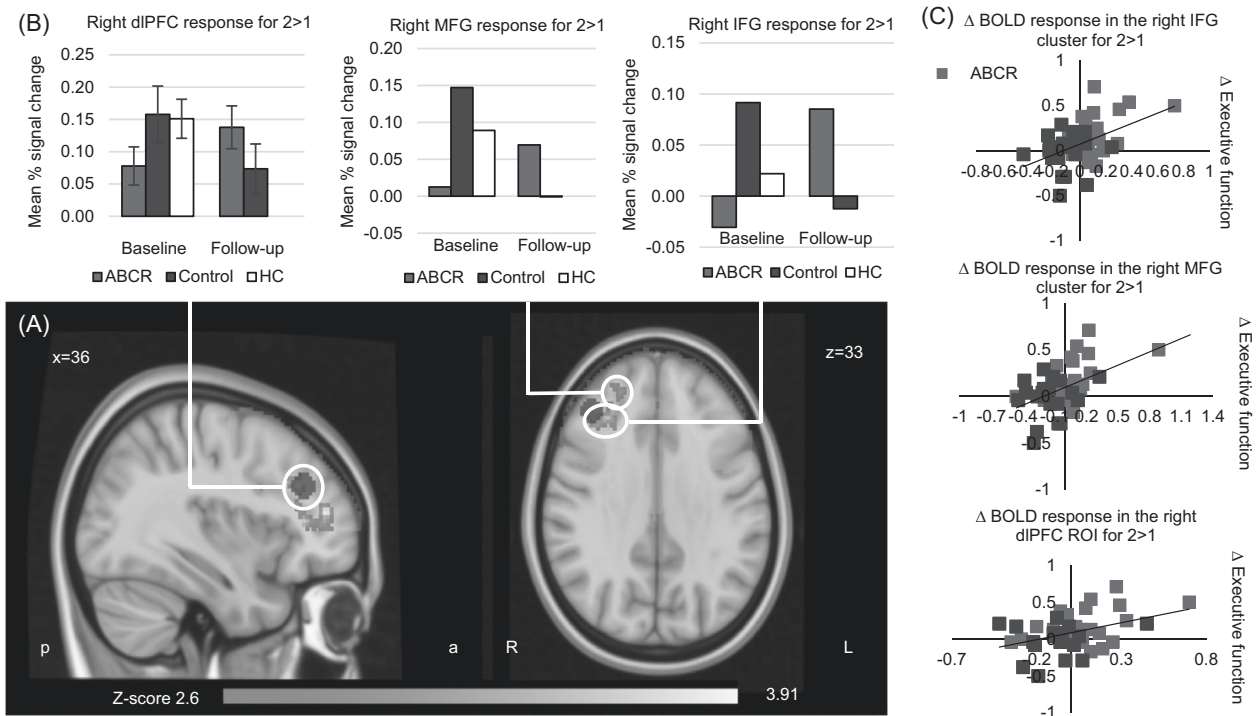 (B)
Right dlPFC response for 2>1
Mean % signal change
0.25
0.20
0.15
0.10
0.05
0.00
Baseline Follow-up
ABCR Control HC
Right MFG response for 2>1
Mean % signal change
0.20
0.15
0.10
0.05
0.00
-0.05
Baseline Follow-up
ABCR Control HC
Right IFG response for 2>1
Mean % signal change
0.15
0.10
0.05
0.00
-0.05
Baseline Follow-up
ABCR Control HC
(A)
x=36
z=33
p a R L
Z-score 2.6 3.91
(C)
Δ BOLD response in the right IFG
cluster for 2>1
ABCR
1
0.5
0
-0.5
-1
-0.8 -0.6 -0.4 -0.2 0 0.2 0.4 0.6 0.8 1
Δ Executive function
Δ BOLD response in the right MFG
cluster for 2>1
1
0.5
0
-0.5
-1
-1 -0.7 -0.4 -0.1 0.2 0.5 0.8 1.1 1.4
Δ Executive function
Δ BOLD response in the right
dlPFC ROI for 2>1
1
0.5
0
-0.5
-1
-0.7 -0.2 0.3 0.8
Δ Executive function